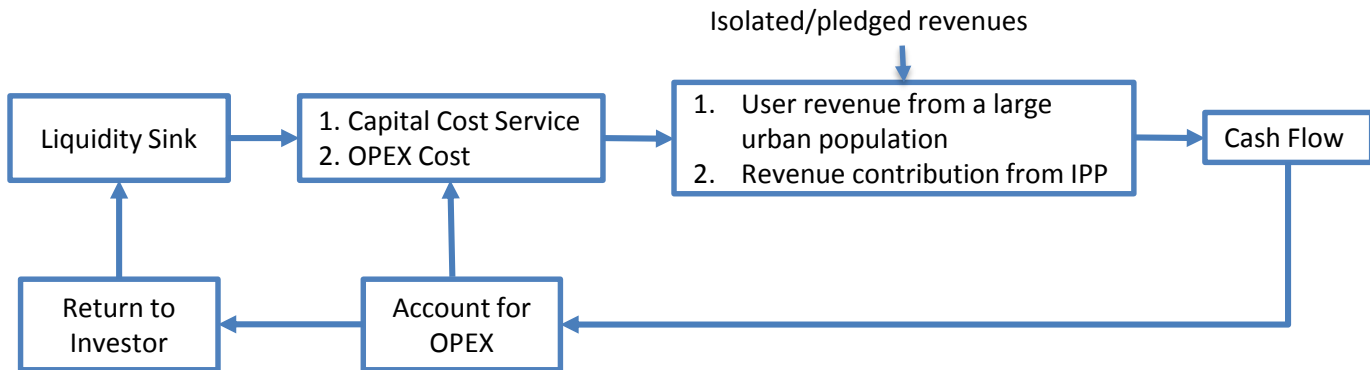 Isolated/pledged revenues
Liquidity Sink
1. Capital Cost Service
2. OPEX Cost
1. User revenue from a large
urban population
2. Revenue contribution from IPP
Cash Flow
Return to
Investor
Account for
OPEX